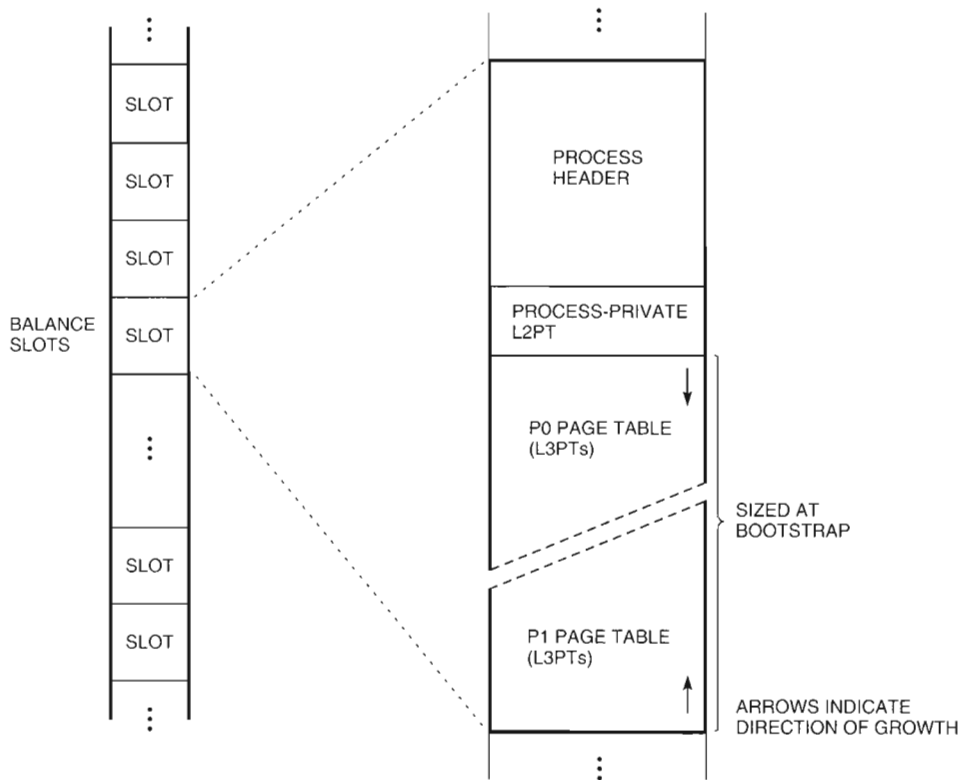 SLOT
SLOT
SLOT
SLOT
SLOT
SLOT
BALANCE
SLOTS
PROCESS
HEADER
PROCESS-PRIVATE
L2PT
P0 PAGE TABLE
(L3PTs)
SIZED AT
BOOTSTRAP
P1 PAGE TABLE
(L3PTs)
ARROWS INDICATE
DIRECTION OF GROWTH